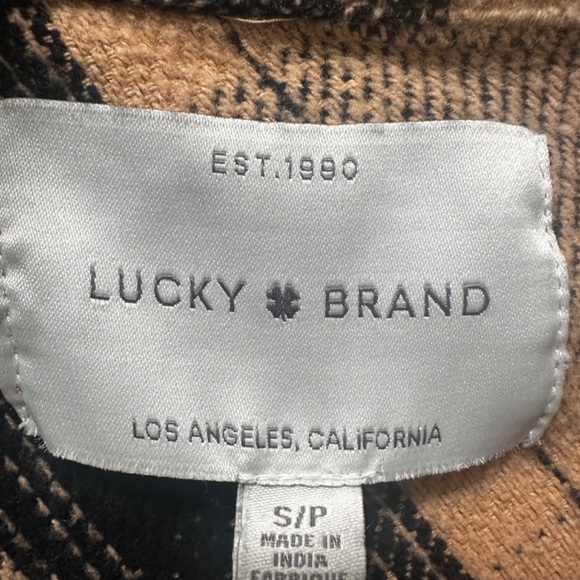 EST.1990
LUCKY BRAND
LOS ANGELES, CALIFORNIA
S/P
MADE IN
INDIA